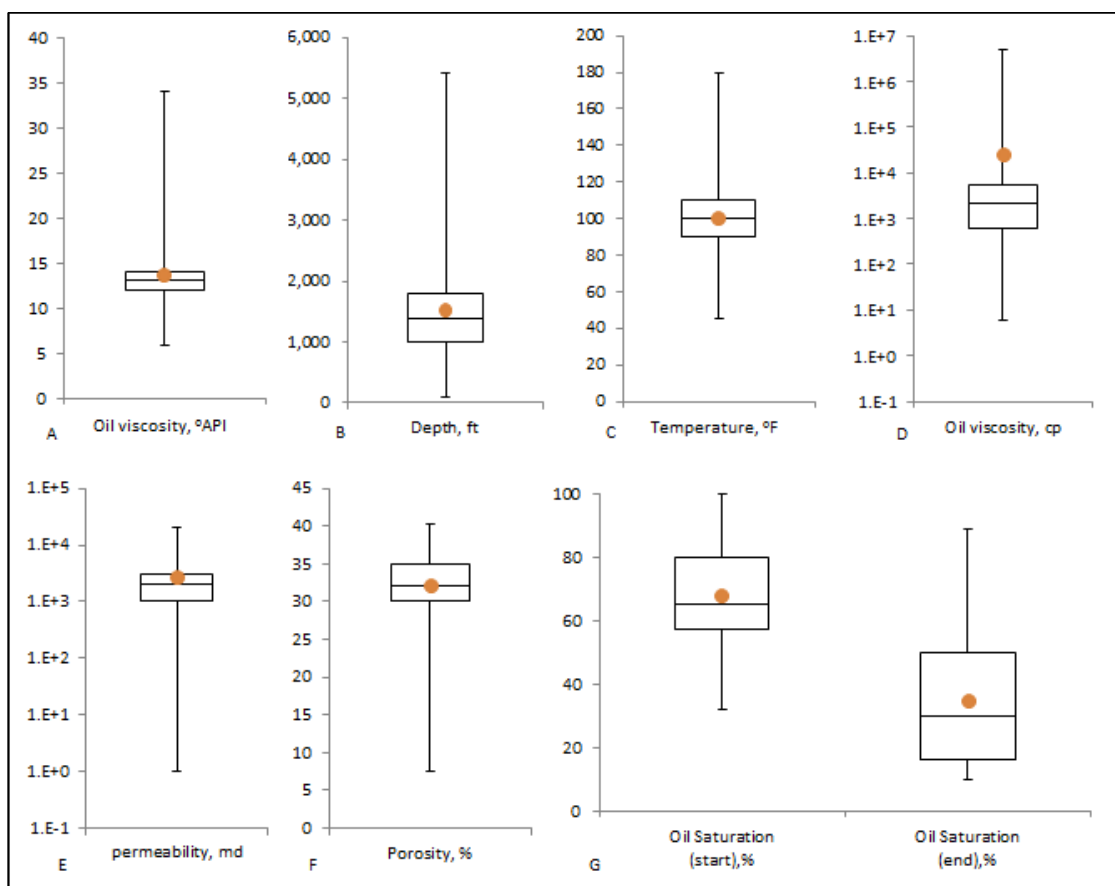 40
35
30
25
20
15
10
5
0
A
Oil viscosity, ºAPI
6,000
5,000
4,000
3,000
2,000
1,000
0
B
Depth, ft
200
180
160
140
120
100
80
60
40
20
0
C
Temperature, ºF
1.E+7
1.E+6
1.E+5
1.E+4
1.E+3
1.E+2
1.E+1
1.E+0
1.E-1
D
Oil viscosity, cp
1.E+5
1.E+4
1.E+3
1.E+2
1.E+1
1.E+0
1.E-1
E
permeability, md
45
40
35
30
25
20
15
10
5
0
F
Porosity, %
100
80
60
40
20
0
G
Oil Saturation
(start),%
Oil Saturation
(end),%